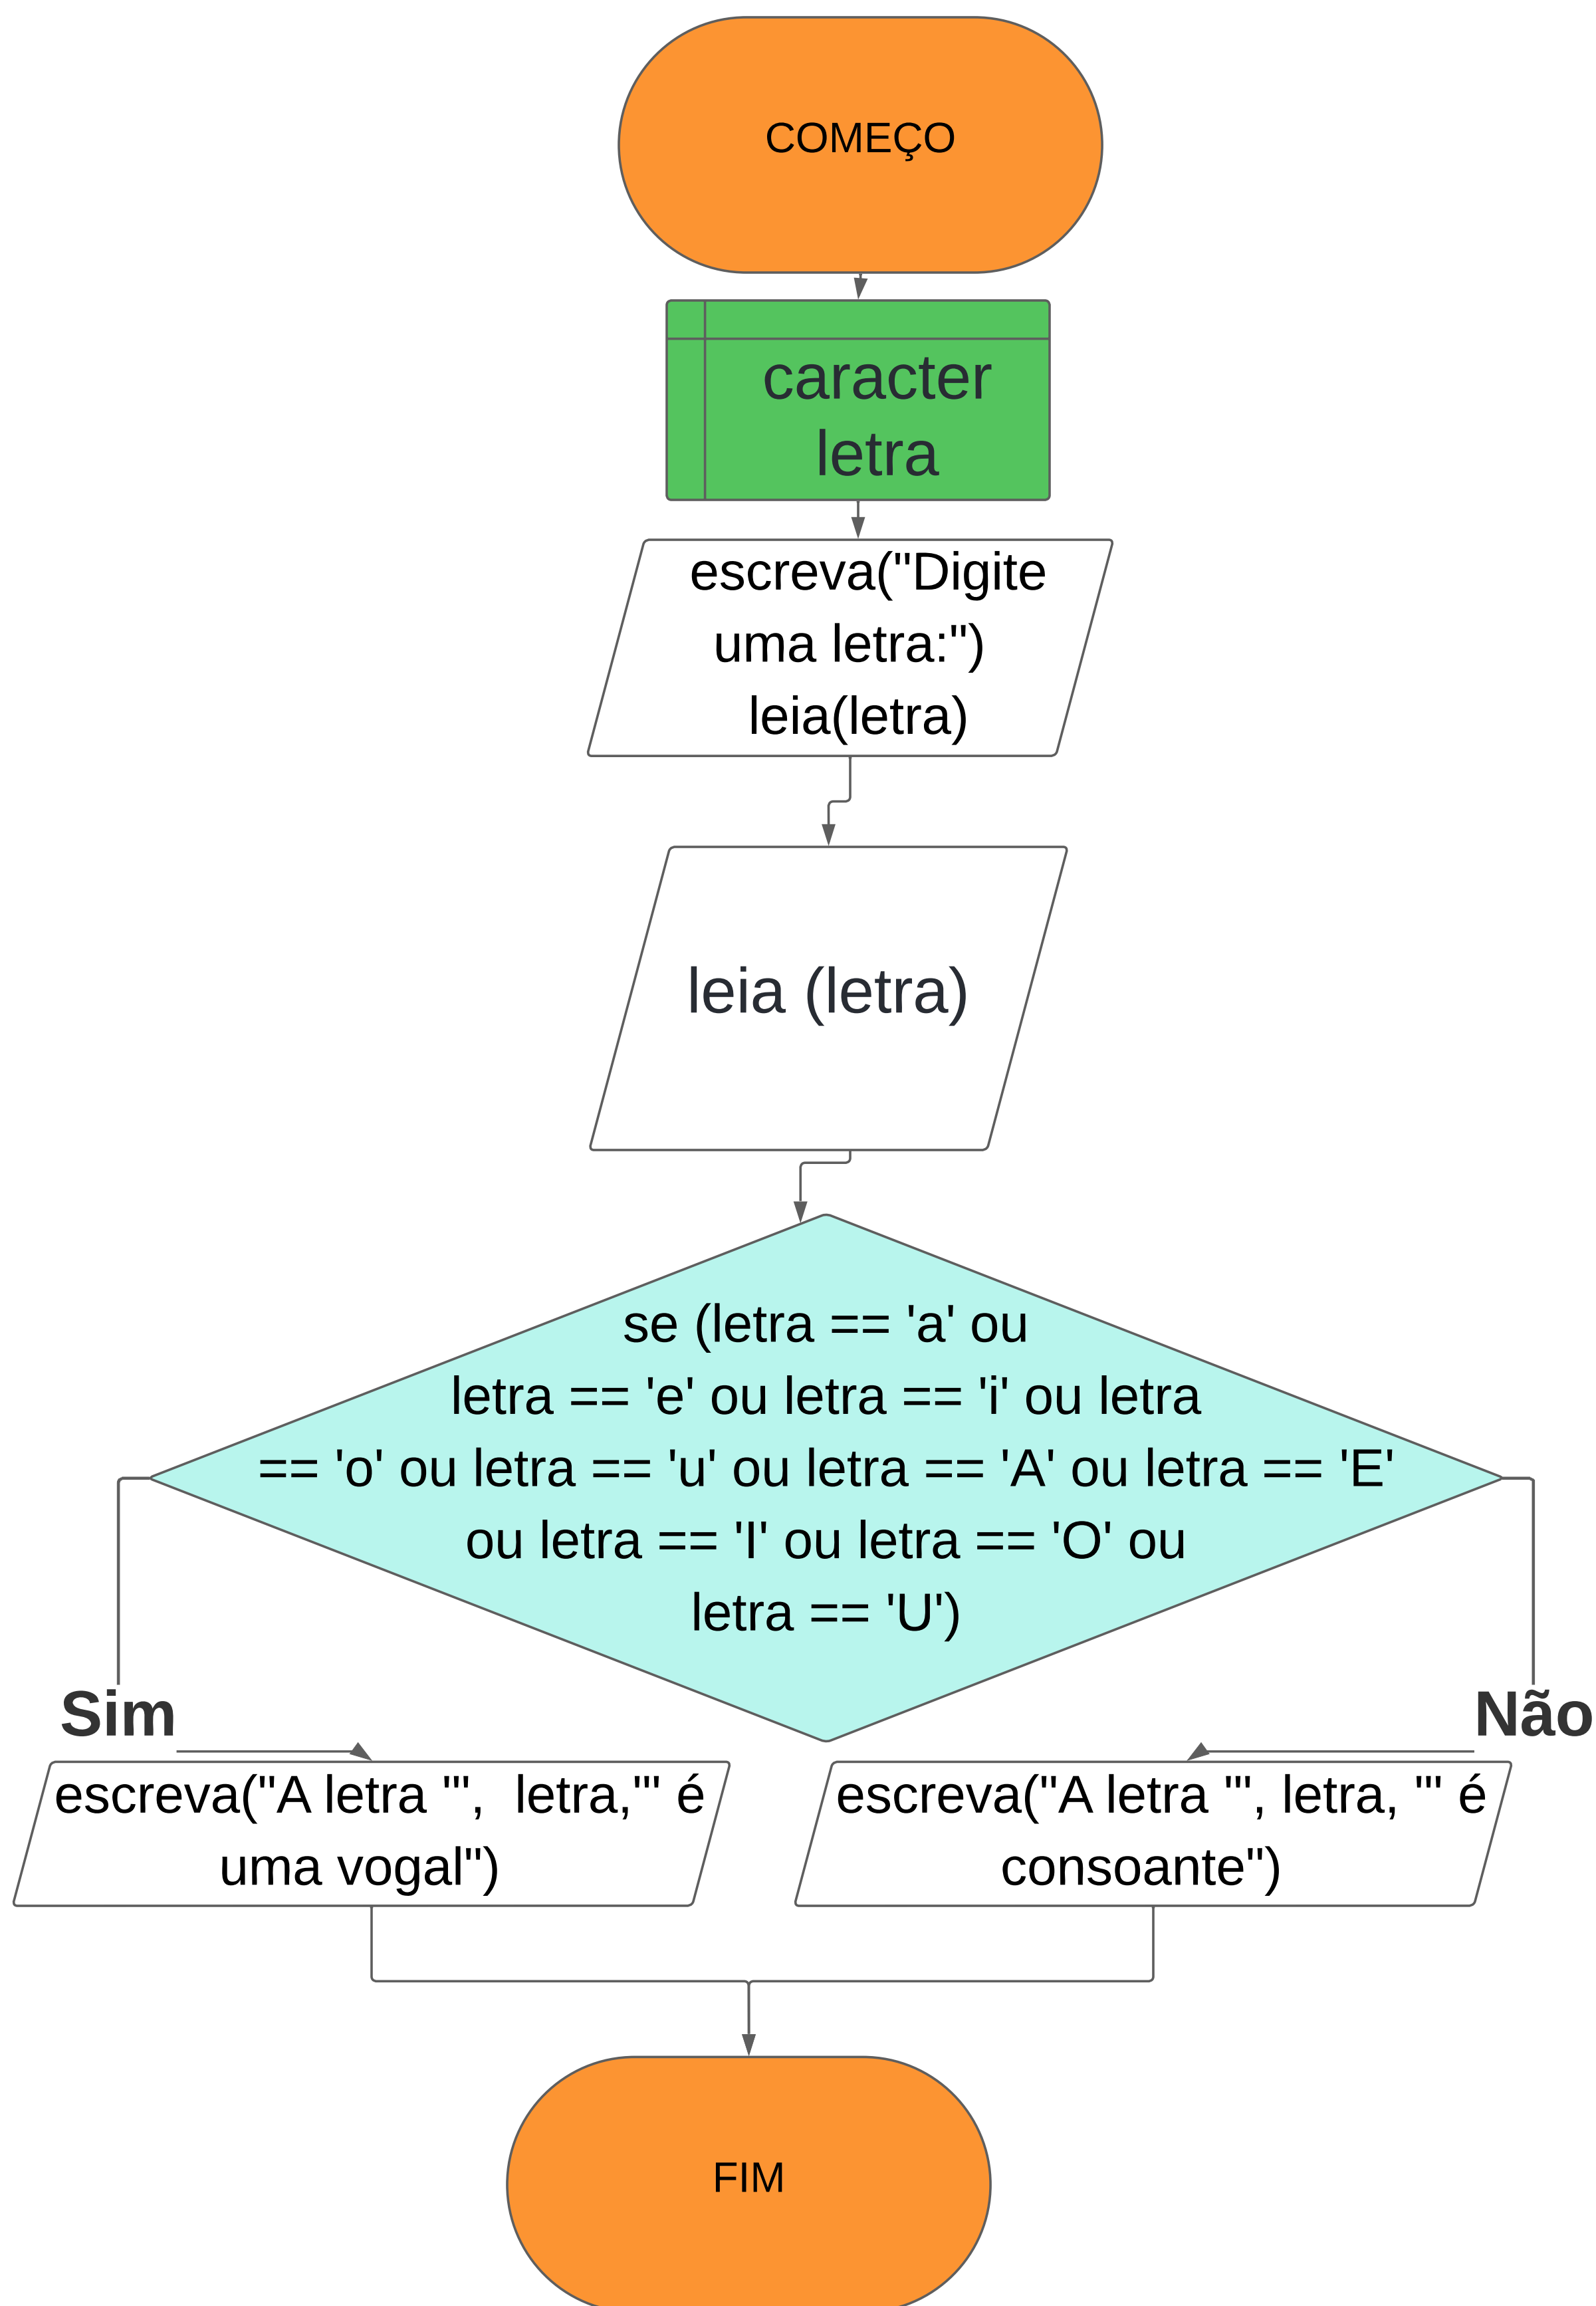 COMEÇO
caracter
letra
escreva("Digite
uma letra:")
leia(letra)
leia (letra)
se (letra == 'a' ou
letra == 'e' ou letra == 'i' ou letra
== 'o' ou letra == 'u' ou letra == 'A' ou letra == 'E'
ou letra == 'I' ou letra == 'O' ou
letra == 'U')
Sim
Não
escreva("A letra '",  letra,"' é
uma vogal")
escreva("A letra '", letra, "' é
consoante")
FIM